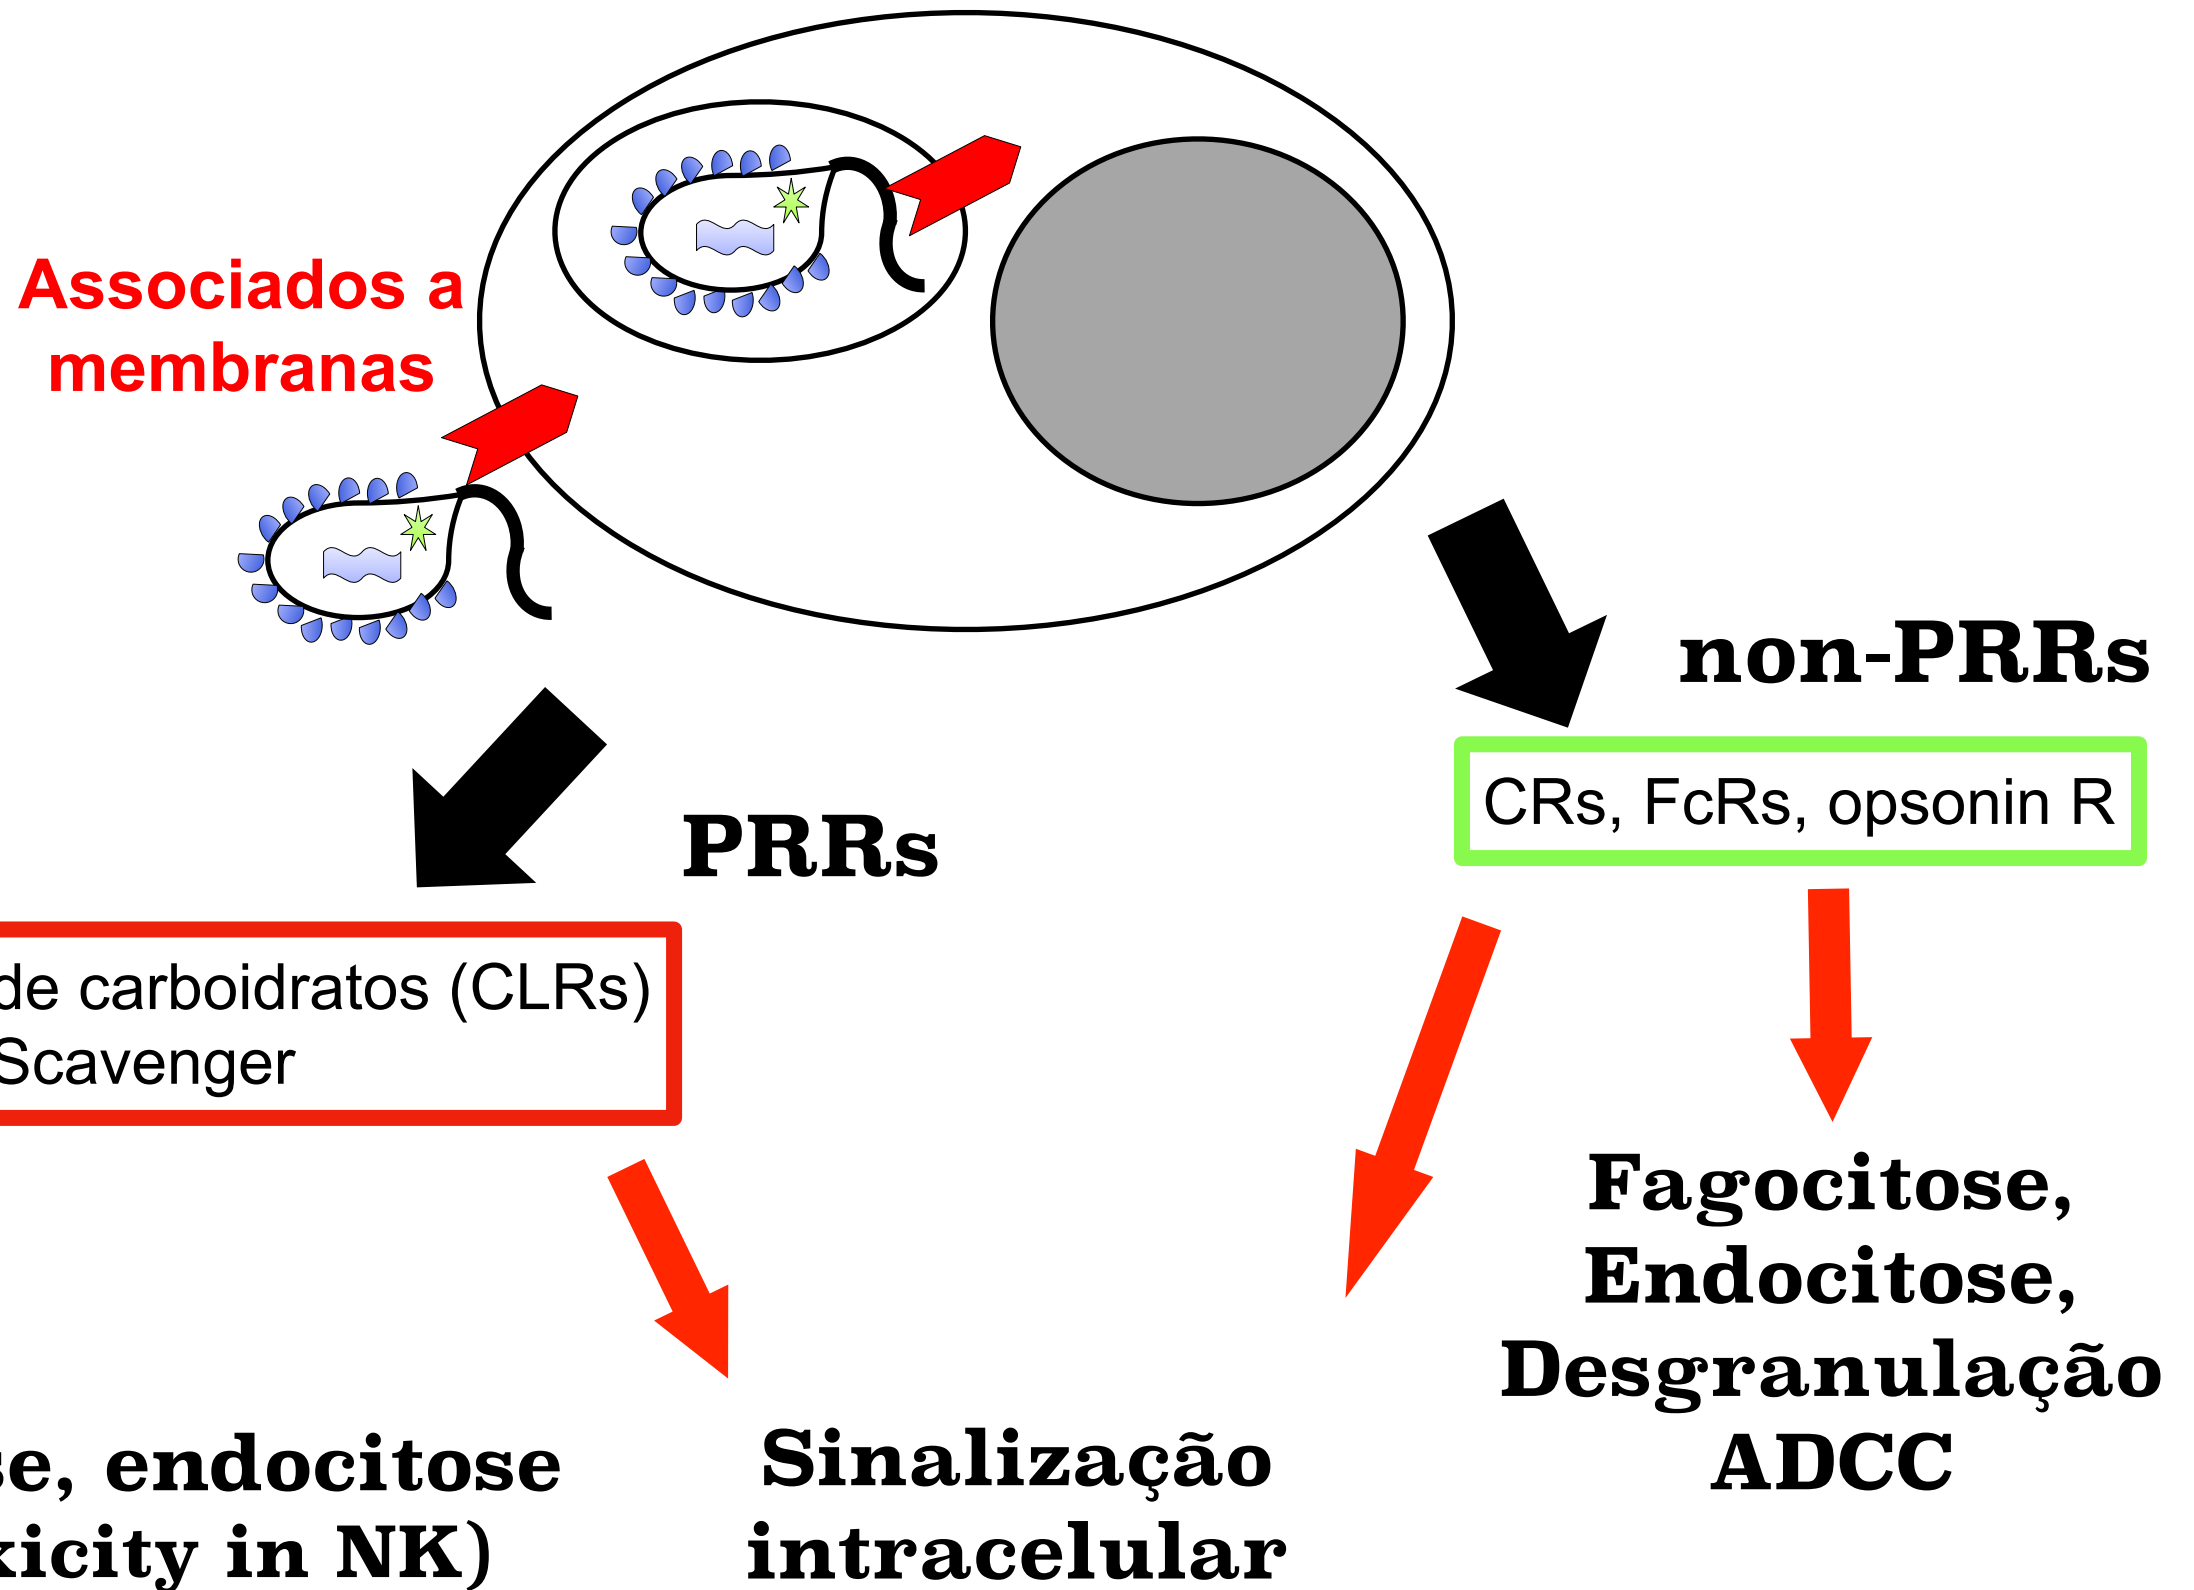 Associados a
membranas
non-PRRs
CRs, FcRs, opsonin R
PRRs
de carboidratos (CLRs)
Scavenger
Fagocitose,
Endocitose,
Desgranulação
ADCC
endocitose
in NK)
Sinalização
intracelular